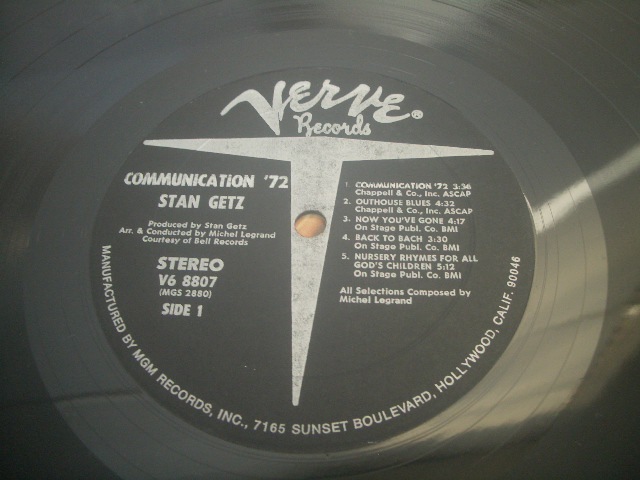 Verve®
Records
COMMUNICATION '72
STAN GETZ
Produced by Stan Getz
Arr. & Conducted by Michel Legrand
Courtesy of Bell Records
STEREO
V6 8807
(MGS 2880)
SIDE 1
1. COMMUNICATION '72 3:36
Chappell & Co., Inc. ASCAP
2. OUTHOUSE BLUES 4:32
Chappell & Co., Inc. ASCAP
3. NOW YOU'VE GONE 4:17
On Stage Publ. Co. BMI
4. BACK TO BACH 3:30
On Stage Publ. Co. BMI
5. NURSERY RHYMES FOR ALL
GOD'S CHILDREN 5:12
On Stage Publ. Co. BMI
All Selections Composed by
Michel Legrand
MANUFACTURED BY MGM RECORDS, INC., 7165 SUNSET BOULEVARD, HOLLYWOOD, CALIF. 90046